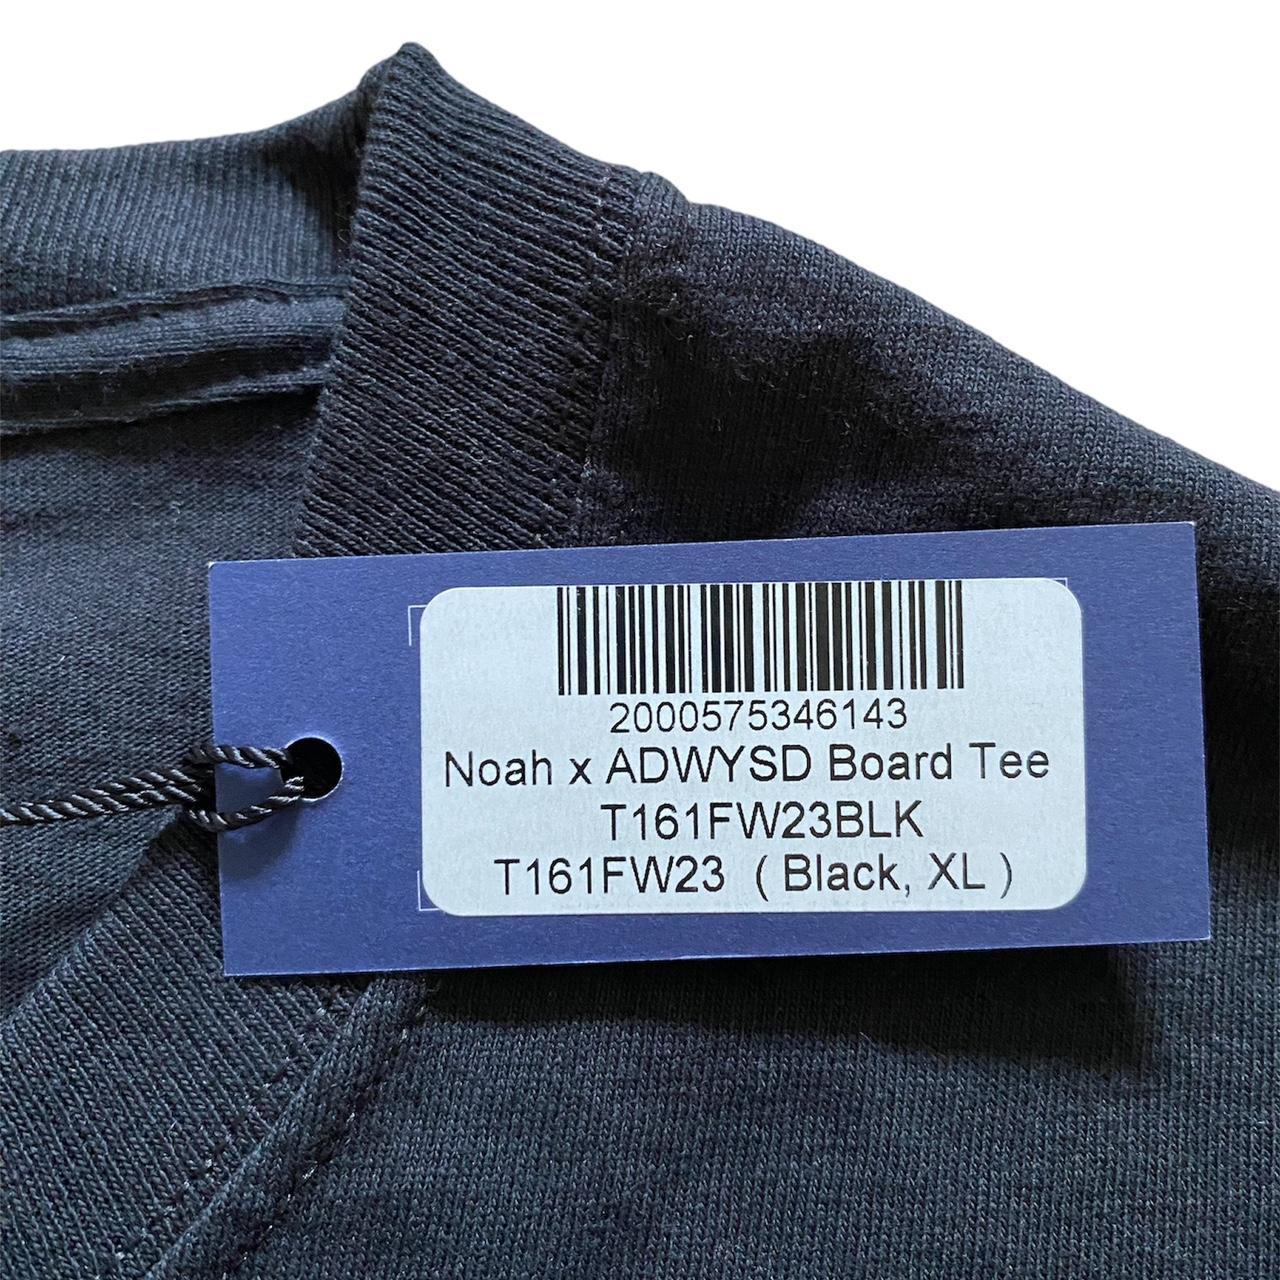 2000575346143
Noah x ADWYSD Board Tee
T161FW23BLK
T161FW23 ( Black, XL )